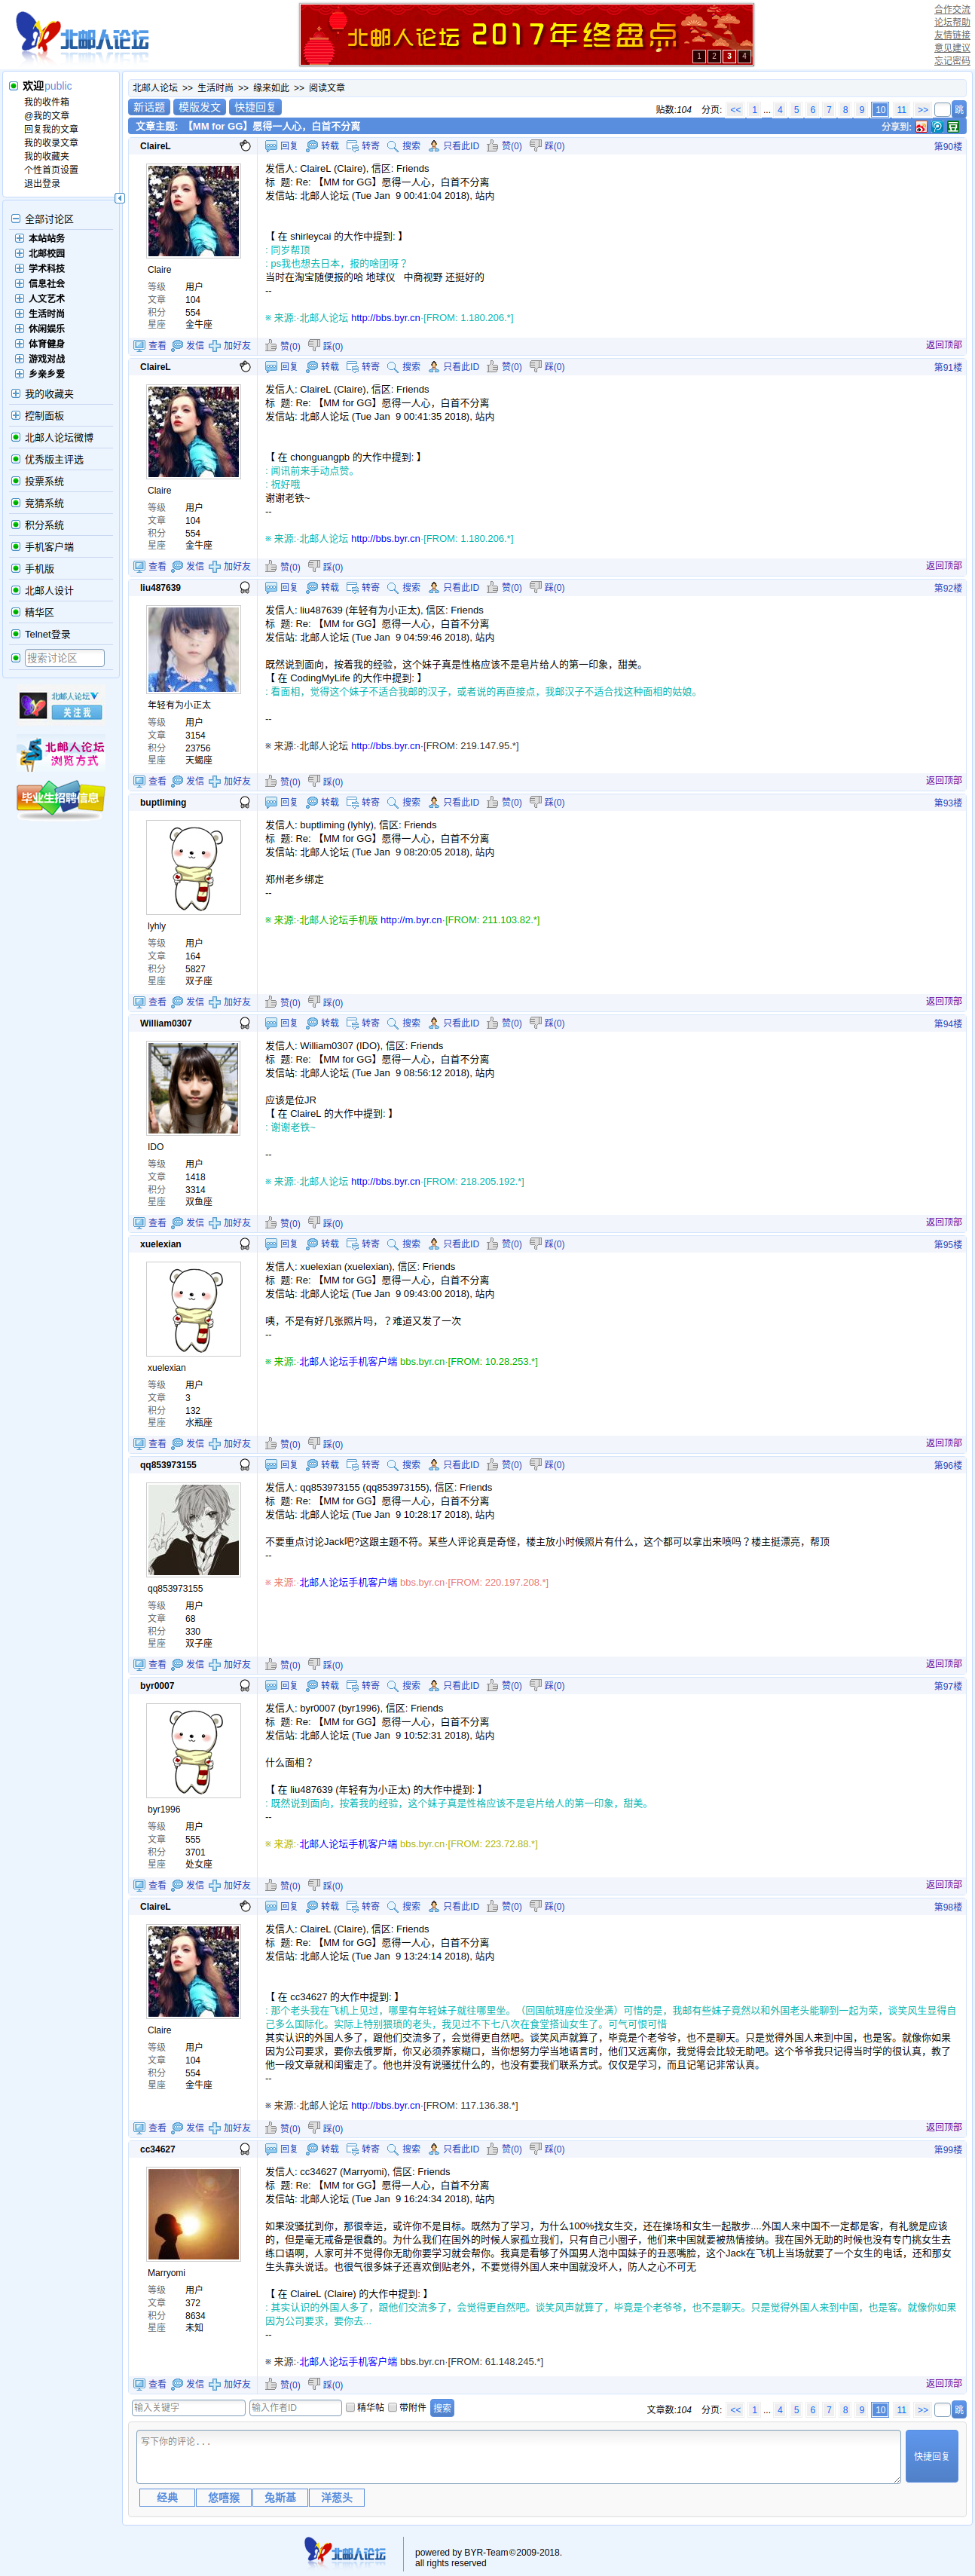 北邮人论坛
北邮人论坛 2017年终盘点
1 2 3 4
合作交流
论坛帮助
友情链接
意见建议
忘记密码
欢迎public
我的收件箱
@我的文章
回复我的文章
我的收录文章
我的收藏夹
个性首页设置
退出登录
全部讨论区
本站站务
北邮校园
学术科技
信息社会
人文艺术
生活时尚
休闲娱乐
体育健身
游戏对战
乡亲乡爱
我的收藏夹
控制面板
北邮人论坛微博
优秀版主评选
投票系统
竞猜系统
积分系统
手机客户端
手机版
北邮人设计
精华区
Telnet登录
搜索讨论区
北邮人论坛
关注我
北邮人论坛
浏览方式
毕业生招聘信息
北邮人论坛 >> 生活时尚 >> 缘来如此 >> 阅读文章
新话题 模版发文 快捷回复
贴数:104 分页: << 1 ... 4 5 6 7 8 9 10 11 >> 跳
文章主题: 【MM for GG】愿得一人心，白首不分离
分享到:
ClaireL
回复 转载 转寄 搜索 只看此ID 赞(0) 踩(0) 第90楼
Claire
等级 用户
文章 104
积分 554
星座 金牛座
发信人: ClaireL (Claire), 信区: Friends
标 题: Re: 【MM for GG】愿得一人心，白首不分离
发信站: 北邮人论坛 (Tue Jan 9 00:41:04 2018), 站内
【 在 shirleycai 的大作中提到: 】
: 同岁帮顶
: ps我也想去日本，报的啥团呀？
当时在淘宝随便报的哈 地球仪 中商视野 还挺好的
--
※ 来源:·北邮人论坛 http://bbs.byr.cn·[FROM: 1.180.206.*]
查看 发信 加好友 赞(0) 踩(0) 返回顶部
ClaireL
回复 转载 转寄 搜索 只看此ID 赞(0) 踩(0) 第91楼
Claire
等级 用户
文章 104
积分 554
星座 金牛座
发信人: ClaireL (Claire), 信区: Friends
标 题: Re: 【MM for GG】愿得一人心，白首不分离
发信站: 北邮人论坛 (Tue Jan 9 00:41:35 2018), 站内
【 在 chonguangpb 的大作中提到: 】
: 闻讯前来手动点赞。
: 祝好哦
谢谢老铁~
--
※ 来源:·北邮人论坛 http://bbs.byr.cn·[FROM: 1.180.206.*]
查看 发信 加好友 赞(0) 踩(0) 返回顶部
liu487639
回复 转载 转寄 搜索 只看此ID 赞(0) 踩(0) 第92楼
年轻有为小正太
等级 用户
文章 3154
积分 23756
星座 天蝎座
发信人: liu487639 (年轻有为小正太), 信区: Friends
标 题: Re: 【MM for GG】愿得一人心，白首不分离
发信站: 北邮人论坛 (Tue Jan 9 04:59:46 2018), 站内
既然说到面向，按着我的经验，这个妹子真是性格应该不是皂片给人的第一印象，甜美。
【 在 CodingMyLife 的大作中提到: 】
: 看面相，觉得这个妹子不适合我邮的汉子，或者说的再直接点，我邮汉子不适合找这种面相的姑娘。
--
※ 来源:·北邮人论坛 http://bbs.byr.cn·[FROM: 219.147.95.*]
查看 发信 加好友 赞(0) 踩(0) 返回顶部
buptliming
回复 转载 转寄 搜索 只看此ID 赞(0) 踩(0) 第93楼
lyhly
等级 用户
文章 164
积分 5827
星座 双子座
发信人: buptliming (lyhly), 信区: Friends
标 题: Re: 【MM for GG】愿得一人心，白首不分离
发信站: 北邮人论坛 (Tue Jan 9 08:20:05 2018), 站内
郑州老乡绑定
--
※ 来源:·北邮人论坛手机版 http://m.byr.cn·[FROM: 211.103.82.*]
查看 发信 加好友 赞(0) 踩(0) 返回顶部
William0307
回复 转载 转寄 搜索 只看此ID 赞(0) 踩(0) 第94楼
IDO
等级 用户
文章 1418
积分 3314
星座 双鱼座
发信人: William0307 (IDO), 信区: Friends
标 题: Re: 【MM for GG】愿得一人心，白首不分离
发信站: 北邮人论坛 (Tue Jan 9 08:56:12 2018), 站内
应该是位JR
【 在 ClaireL 的大作中提到: 】
: 谢谢老铁~
--
※ 来源:·北邮人论坛 http://bbs.byr.cn·[FROM: 218.205.192.*]
查看 发信 加好友 赞(0) 踩(0) 返回顶部
xuelexian
回复 转载 转寄 搜索 只看此ID 赞(0) 踩(0) 第95楼
xuelexian
等级 用户
文章 3
积分 132
星座 水瓶座
发信人: xuelexian (xuelexian), 信区: Friends
标 题: Re: 【MM for GG】愿得一人心，白首不分离
发信站: 北邮人论坛 (Tue Jan 9 09:43:00 2018), 站内
咦，不是有好几张照片吗，？难道又发了一次
--
※ 来源:·北邮人论坛手机客户端 bbs.byr.cn·[FROM: 10.28.253.*]
查看 发信 加好友 赞(0) 踩(0) 返回顶部
qq853973155
回复 转载 转寄 搜索 只看此ID 赞(0) 踩(0) 第96楼
qq853973155
等级 用户
文章 68
积分 330
星座 双子座
发信人: qq853973155 (qq853973155), 信区: Friends
标 题: Re: 【MM for GG】愿得一人心，白首不分离
发信站: 北邮人论坛 (Tue Jan 9 10:28:17 2018), 站内
不要重点讨论Jack吧?这跟主题不符。某些人评论真是奇怪，楼主放小时候照片有什么，这个都可以拿出来喷吗？楼主挺漂亮，帮顶
--
※ 来源:·北邮人论坛手机客户端 bbs.byr.cn·[FROM: 220.197.208.*]
查看 发信 加好友 赞(0) 踩(0) 返回顶部
byr0007
回复 转载 转寄 搜索 只看此ID 赞(0) 踩(0) 第97楼
byr1996
等级 用户
文章 555
积分 3701
星座 处女座
发信人: byr0007 (byr1996), 信区: Friends
标 题: Re: 【MM for GG】愿得一人心，白首不分离
发信站: 北邮人论坛 (Tue Jan 9 10:52:31 2018), 站内
什么面相？
【 在 liu487639 (年轻有为小正太) 的大作中提到: 】
: 既然说到面向，按着我的经验，这个妹子真是性格应该不是皂片给人的第一印象，甜美。
--
※ 来源:·北邮人论坛手机客户端 bbs.byr.cn·[FROM: 223.72.88.*]
查看 发信 加好友 赞(0) 踩(0) 返回顶部
ClaireL
回复 转载 转寄 搜索 只看此ID 赞(0) 踩(0) 第98楼
Claire
等级 用户
文章 104
积分 554
星座 金牛座
发信人: ClaireL (Claire), 信区: Friends
标 题: Re: 【MM for GG】愿得一人心，白首不分离
发信站: 北邮人论坛 (Tue Jan 9 13:24:14 2018), 站内
【 在 cc34627 的大作中提到: 】
: 那个老头我在飞机上见过，哪里有年轻妹子就往哪里坐。（回国航班座位没坐满）可惜的是，我邮有些妹子竟然以和外国老头能聊到一起为荣，谈笑风生显得自
己多么国际化。实际上特别猥琐的老头，我见过不下七八次在食堂搭讪女生了。可气可恨可惜
其实认识的外国人多了，跟他们交流多了，会觉得更自然吧。谈笑风声就算了，毕竟是个老爷爷，也不是聊天。只是觉得外国人来到中国，也是客。就像你如果
因为公司要求，要你去俄罗斯，你又必须养家糊口，当你想努力学当地语言时，他们又远离你，我觉得会比较无助吧。这个爷爷我只记得当时学的很认真，教了
他一段文章就和闺蜜走了。他也并没有说骚扰什么的，也没有要我们联系方式。仅仅是学习，而且记笔记非常认真。
--
※ 来源:·北邮人论坛 http://bbs.byr.cn·[FROM: 117.136.38.*]
查看 发信 加好友 赞(0) 踩(0) 返回顶部
cc34627
回复 转载 转寄 搜索 只看此ID 赞(0) 踩(0) 第99楼
Marryomi
等级 用户
文章 372
积分 8634
星座 未知
发信人: cc34627 (Marryomi), 信区: Friends
标 题: Re: 【MM for GG】愿得一人心，白首不分离
发信站: 北邮人论坛 (Tue Jan 9 16:24:34 2018), 站内
如果没骚扰到你，那很幸运，或许你不是目标。既然为了学习，为什么100%找女生交，还在操场和女生一起散步....外国人来中国不一定都是客，有礼貌是应该
的，但是毫无戒备是很蠢的。为什么我们在国外的时候人家孤立我们，只有自己小圈子，他们来中国就要被热情接纳。我在国外无助的时候也没有专门挑女生去
练口语啊，人家可并不觉得你无助你要学习就会帮你。我真是看够了外国男人泡中国妹子的丑恶嘴脸，这个Jack在飞机上当场就要了一个女生的电话，还和那女
生头靠头说话。也很气很多妹子还喜欢倒贴老外，不要觉得外国人来中国就没坏人，防人之心不可无
【 在 ClaireL (Claire) 的大作中提到: 】
: 其实认识的外国人多了，跟他们交流多了，会觉得更自然吧。谈笑风声就算了，毕竟是个老爷爷，也不是聊天。只是觉得外国人来到中国，也是客。就像你如果
因为公司要求，要你去...
--
※ 来源:·北邮人论坛手机客户端 bbs.byr.cn·[FROM: 61.148.245.*]
查看 发信 加好友 赞(0) 踩(0) 返回顶部
输入关键字 输入作者ID 精华帖 带附件 搜索
文章数:104 分页: << 1 ... 4 5 6 7 8 9 10 11 >> 跳
写下你的评论...
快捷回复
经典 悠嘻猴 兔斯基 洋葱头
北邮人论坛
powered by BYR-Team©2009-2018.
all rights reserved